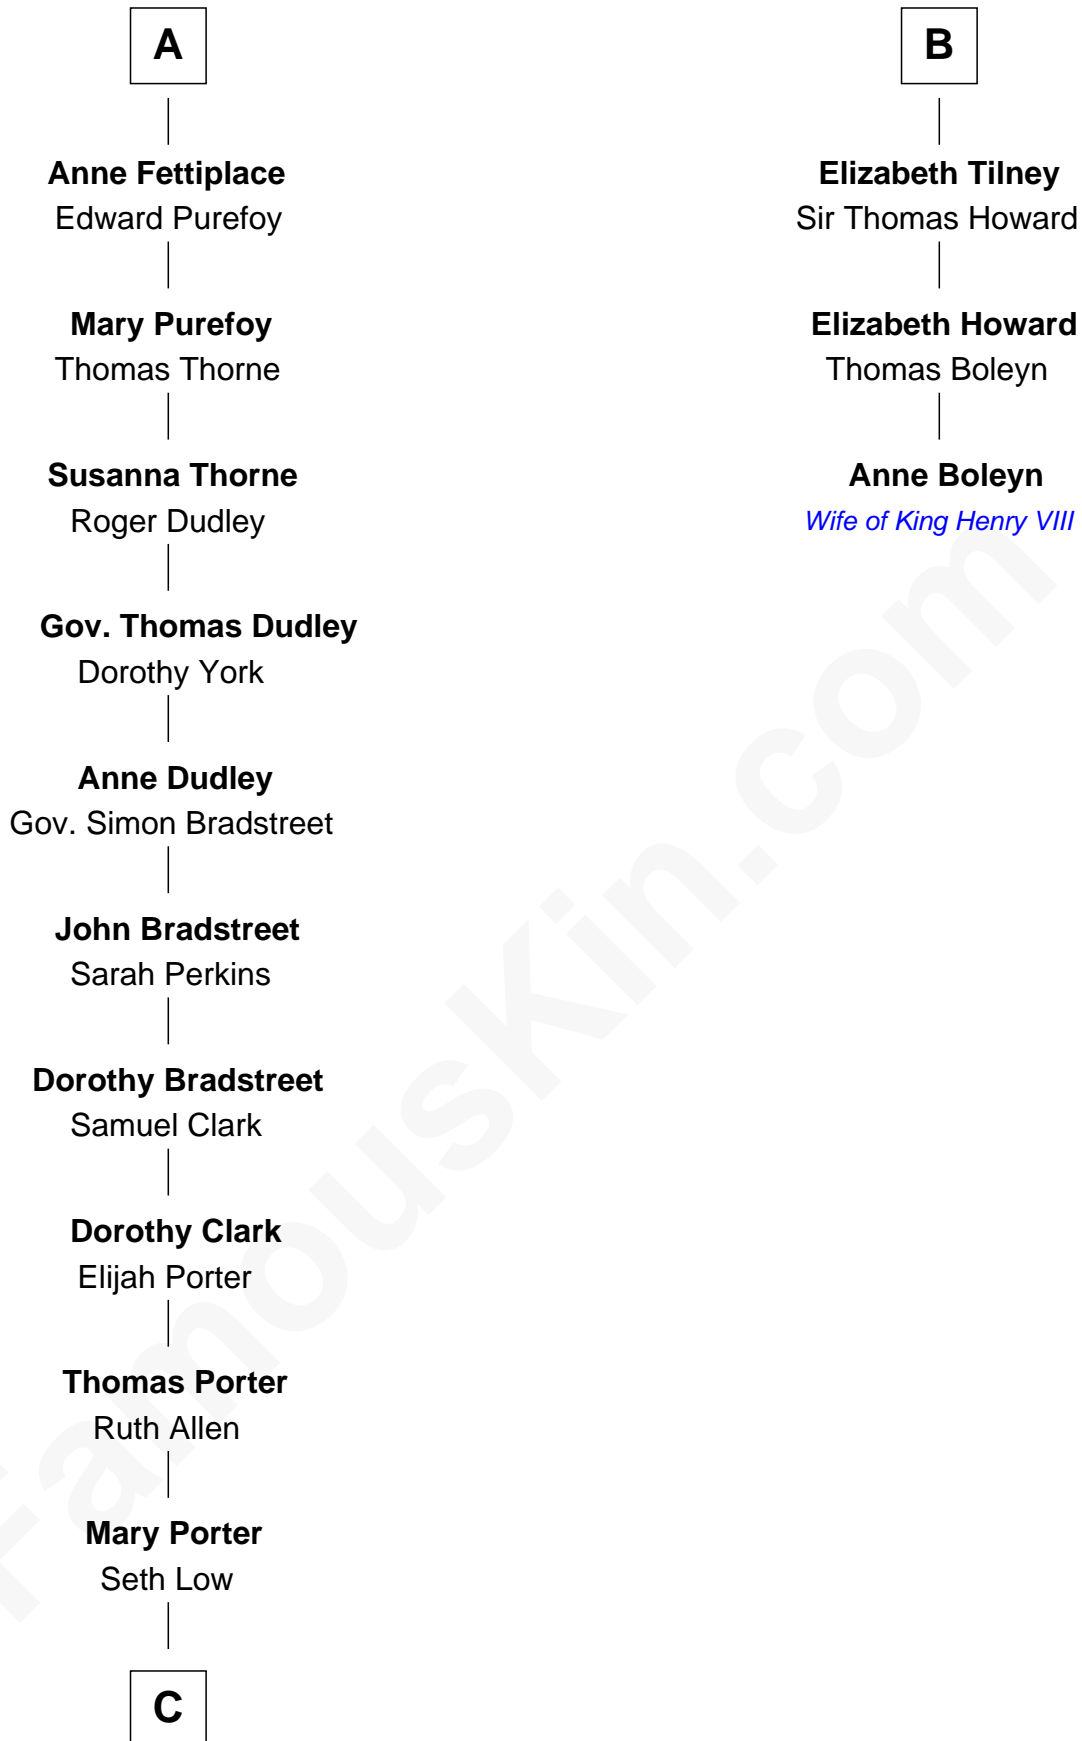 A
Anne Fettiplace
Edward Purefoy
Mary Purefoy
Thomas Thorne
Susanna Thorne
Roger Dudley
Gov. Thomas Dudley
Dorothy York
Anne Dudley
Gov. Simon Bradstreet
John Bradstreet
Sarah Perkins
Dorothy Bradstreet
Samuel Clark
Dorothy Clark
Elijah Porter
Thomas Porter
Ruth Allen
Mary Porter
Seth Low
C
B
Elizabeth Tilney
Sir Thomas Howard
Elizabeth Howard
Thomas Boleyn
Anne Boleyn
Wife of King Henry VIII
FamousKin.com